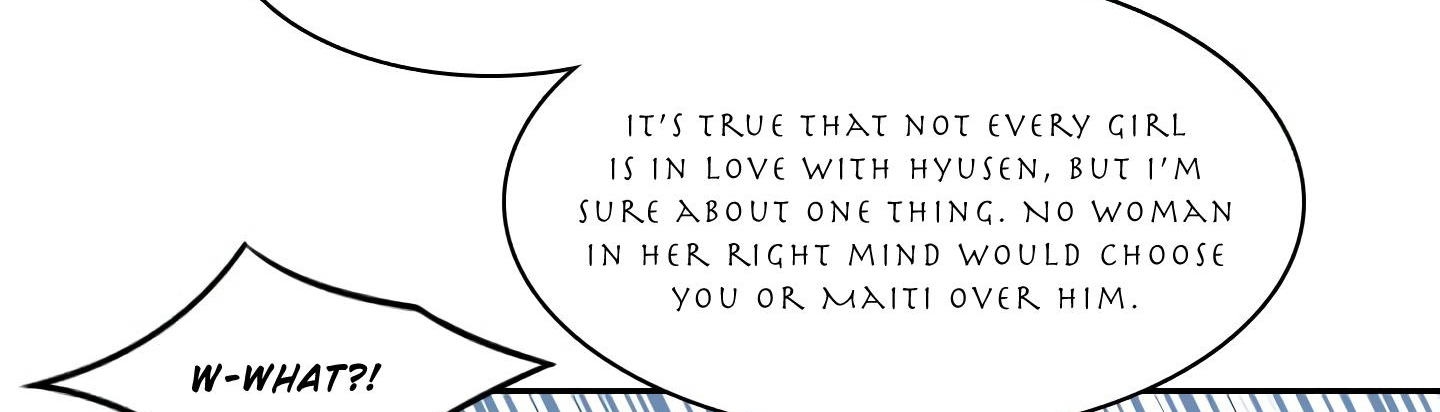 IT'S TRUE THAT NOT EVERY GIRL
IS IN LOVE WITH HYUSEN, BUT I'M
SURE ABOUT ONE THING. NO WOMAN
IN HER RIGHT MIND WOULD CHOOSE
YOU OR MAITI OVER HIM.
W-WHAT?!